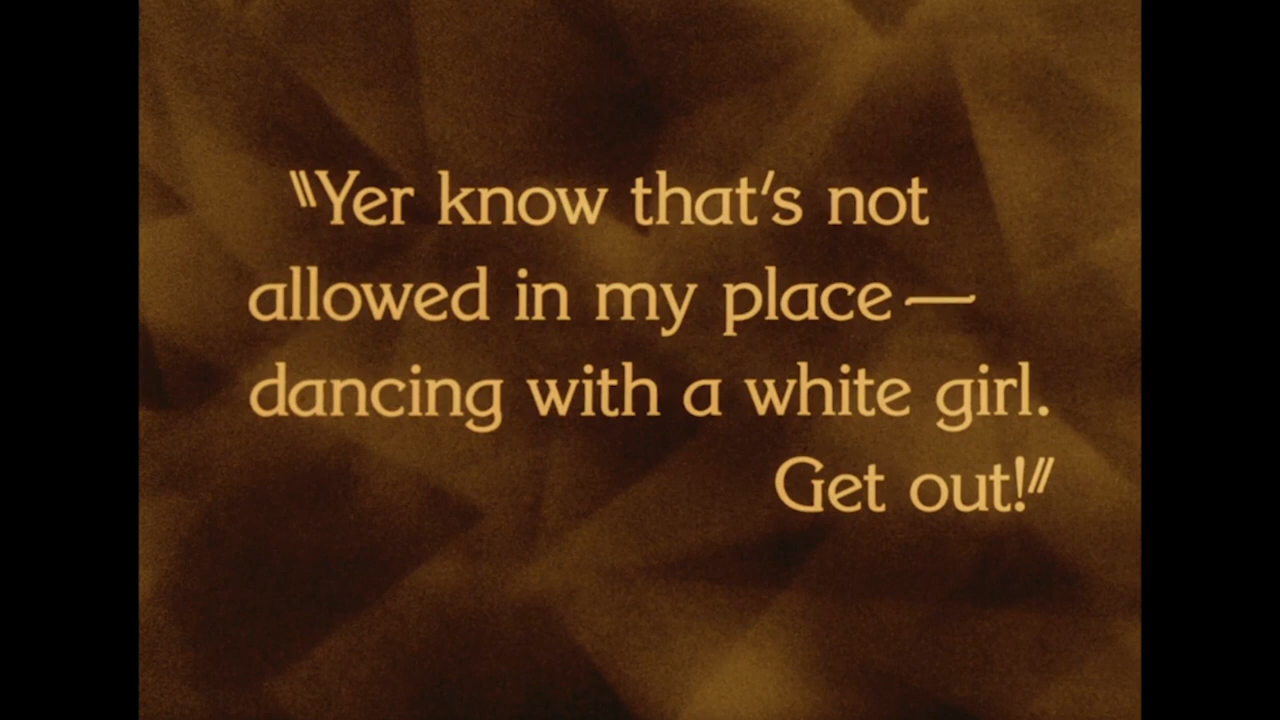 "Yer know that's not
allowed in my place—
dancing with a white girl.
Get out!"